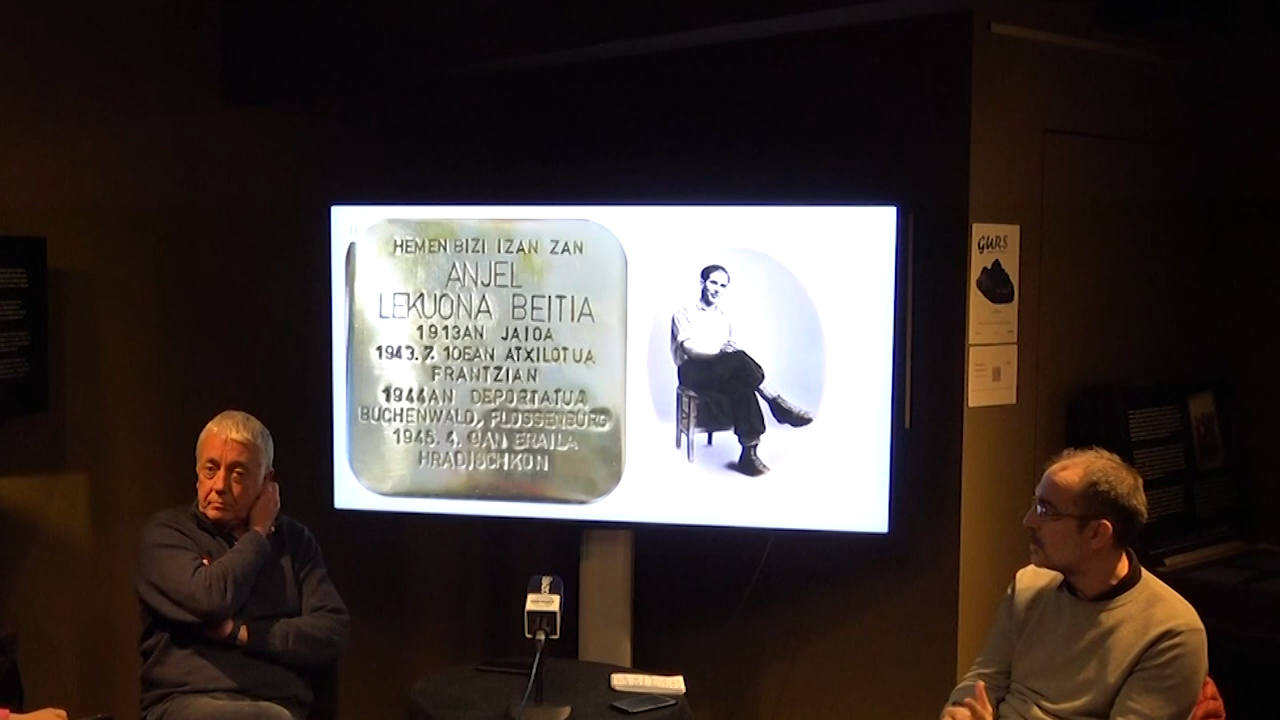 HEMEN BIZI IZAN ZAN
ANJEL
LEKUONA BEITIA
1913AN JAIOA
1943.7.10EAN ATXILOTUA
FRANTZIAN
1944AN DEPORTATUA
BUCHENWALD, FLOSSENBÜRG
1945.4.9AN ERAILA
HRADISCHKON
GURS